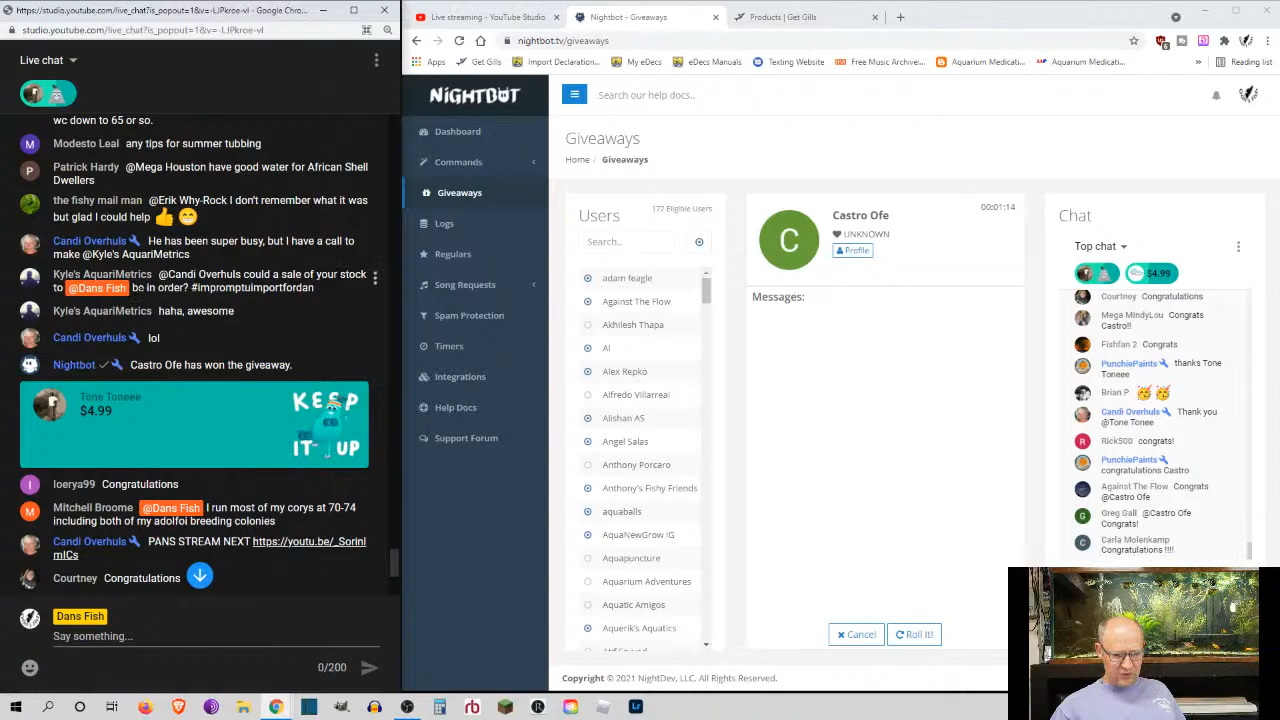 studio.youtube.com/live_chat?is_popout=1&v=-LJPkroe-vI - Google Chro...
studio.youtube.com/live_chat?is_popout=1&v=-LJPkroe-vI
Live chat
wc down to 65 or so.
Modesto Leal any tips for summer tubbing
Patrick Hardy @Mega Houston have good water for African Shell
Dwellers
the fishy mail man @Erik Why-Rock I don't remember what it
was but glad I could help 👍 😁
Candi Overhuls He has been super busy, but I have a call to
make @Kyle's AquariMetrics
Kyle's AquariMetrics @Candi Overhuls could a sale of your stock
to @Dans Fish be in order? #impromptuimportfordan
Kyle's AquariMetrics haha, awesome
Candi Overhuls lol
Nightbot Castro Ofe has won the giveaway.
Tone Toneee
$4.99
KEEP
IT UP
loerya99 Congratulations
Mitchell Broome @Dans Fish I run most of my corys at 70-74
including both of my adolfoi breeding colonies
Candi Overhuls PANS STREAM NEXT https://youtu.be/_SorinI
mICs
Courtney Congratulations
Dans Fish
Say something...
0/200
Live streaming - YouTube Studio
Nightbot - Giveaways
Products | Get Gills
nightbot.tv/giveaways
Apps
Get Gills
Import Declaration...
My eDecs
eDecs Manuals
Texting Website
Free Music Archive:...
Aquarium Medicati...
Aquarium Medicati...
Reading list
NIGHTBOT
Dashboard
Commands
Giveaways
Logs
Regulars
Song Requests
Spam Protection
Timers
Integrations
Help Docs
Support Forum
Search our help docs..
Giveaways
Home / Giveaways
Users
172 Eligible Users
Search..
adam feagle
Against The Flow
Akhilesh Thapa
Al
Alex Repko
Alfredo Villarreal
Alishan AS
Angel Salas
Anthony Porcaro
Anthony's Fishy Friends
aquaballs
AquaNewGrow IG
Aquapuncture
Aquarium Adventures
Aquatic Amigos
Aquerik's Aquatics
C
Castro Ofe
00:01:14
UNKNOWN
Profile
Messages:
Cancel
Roll It!
Chat
Top chat
$4.99
Courtney Congratulations
Mega MindyLou Congrats
Castro!!
Fishfan 2 Congrats
PunchiePaints thanks Tone
Toneee
Brian P 🥳 🥳
Candi Overhuls Thank you
@Tone Toneee
Rick500 congrats!
PunchiePaints
congratulations Castro
Against The Flow Congrats
@Castro Ofe
Greg Gall @Castro Ofe
Congrats!
Carla Molenkamp
Congratulations !!!!
Copyright © 2021 NightDev, LLC. All Rights Reserved.